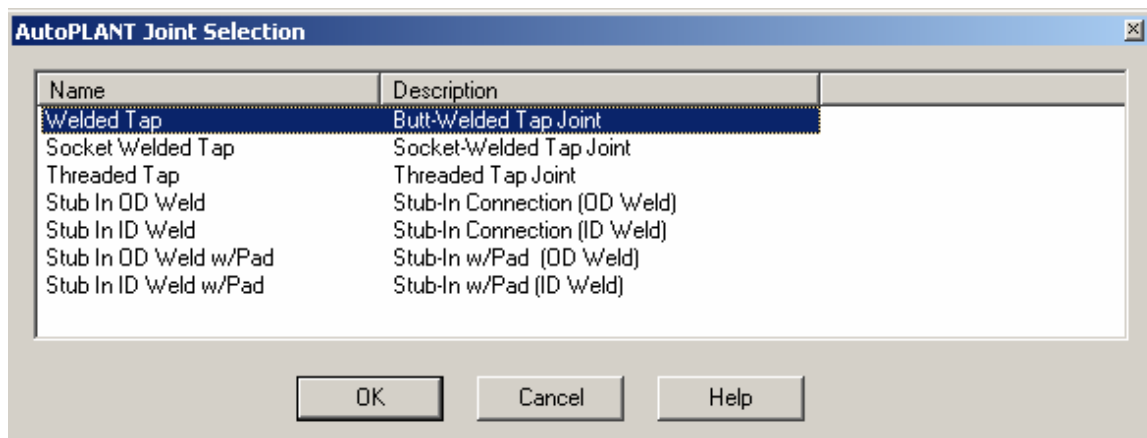 AutoPLANT Joint Selection
Name Description
Welded Tap Butt-Welded Tap Joint
Socket Welded Tap Socket-Welded Tap Joint
Threaded Tap Threaded Tap Joint
Stub In OD Weld Stub-In Connection (OD Weld)
Stub In ID Weld Stub-In Connection (ID Weld)
Stub In OD Weld w/Pad Stub-In w/Pad (OD Weld)
Stub In ID Weld w/Pad Stub-In w/Pad (ID Weld)
OK Cancel Help